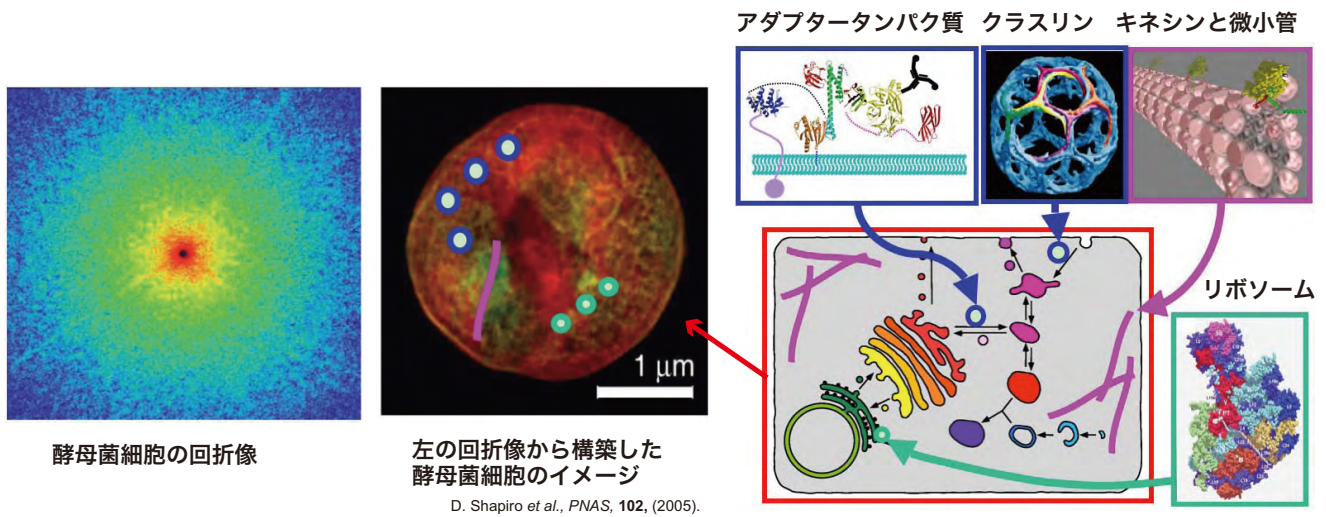 アダプタータンパク質
クラスリン
キネシンと微小管
1 μm
リボソーム
酵母菌細胞の回折像
左の回折像から構築した
酵母菌細胞のイメージ
D. Shapiro et al., PNAS, 102, (2005).